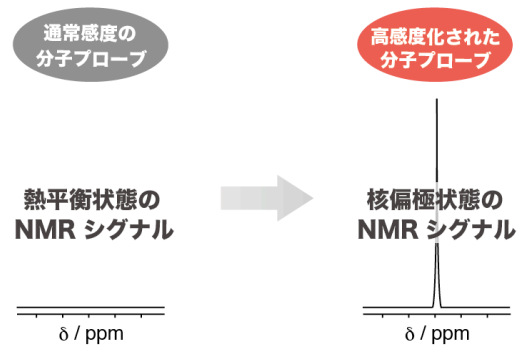 通常感度の
分子プローブ
高感度化された
分子プローブ
熱平衡状態の
NMR シグナル
核偏極状態の
NMR シグナル
δ / ppm
δ / ppm